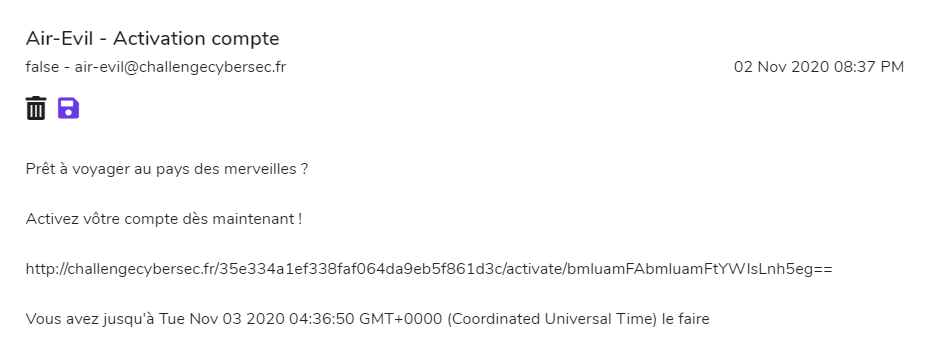 Air-Evil - Activation compte
false - air-evil@challengecybersec.fr
02 Nov 2020 08:37 PM
Prêt à voyager au pays des merveilles ?
Activez vôtre compte dès maintenant !
http://challengecybersec.fr/35e334a1ef338faf064da9eb5f861d3c/activate/bmluamFAbmluamFtYWlsLnh5eg==
Vous avez jusqu'à Tue Nov 03 2020 04:36:50 GMT+0000 (Coordinated Universal Time) le faire